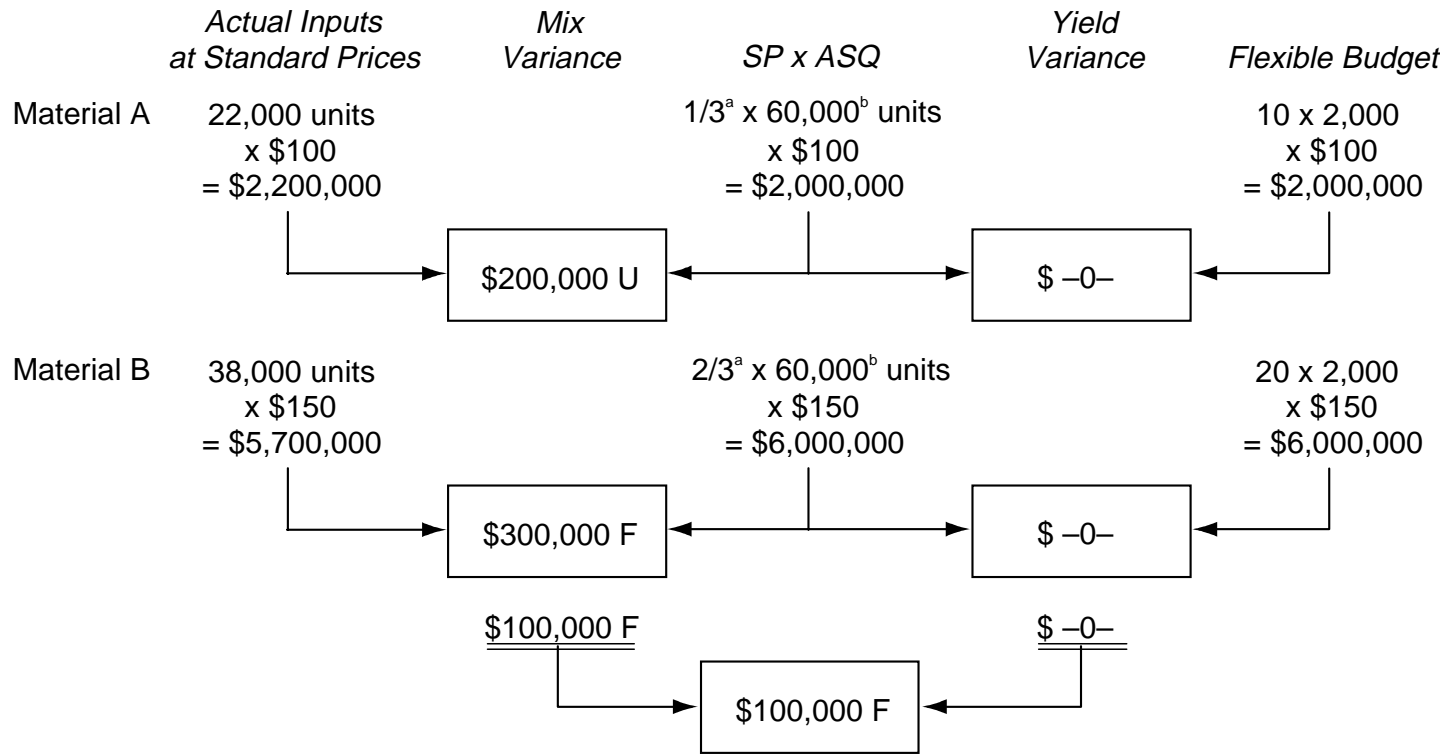 Actual Inputs Mix Yield
at Standard Prices Variance SP x ASQ Variance Flexible Budget
Material A 22,000 units 1/3ᵃ x 60,000ᵇ units 10 x 2,000
x $100 x $100 x $100
= $2,200,000 = $2,000,000 = $2,000,000
$200,000 U $ –0–
Material B 38,000 units 2/3ᵃ x 60,000ᵇ units 20 x 2,000
x $150 x $150 x $150
= $5,700,000 = $6,000,000 = $6,000,000
$300,000 F $ –0–
$100,000 F $ –0–
$100,000 F